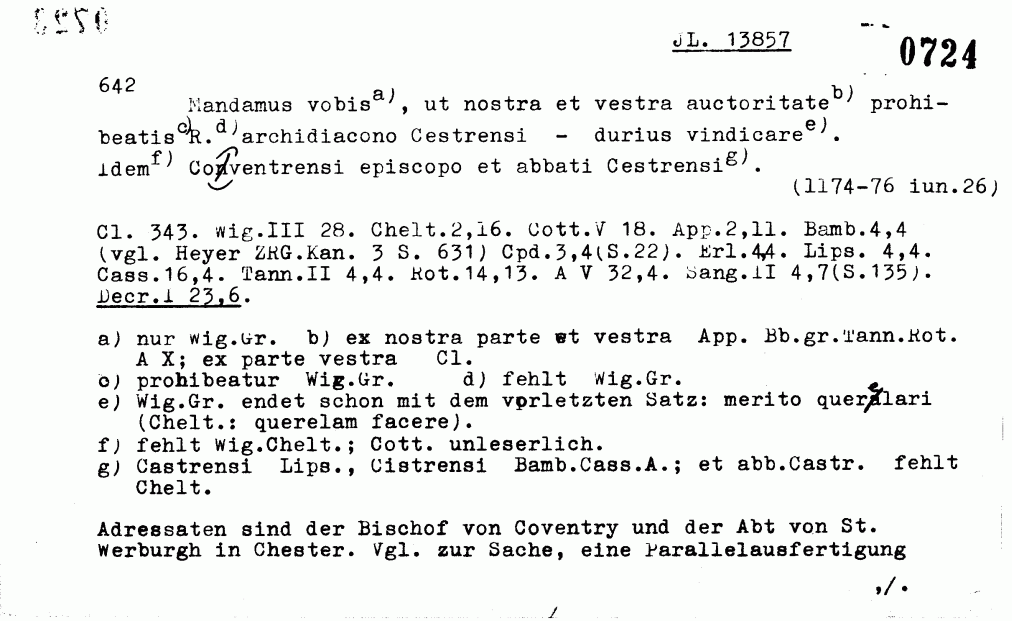 JL. 13857
0724
642
Mandamus vobis a), ut nostra et vestra auctoritate b) prohi-
beatis c) R. d) archidiacono Cestrensi - durius vindicare e).
Idem f) Conventrensi episcopo et abbati Cestrensi g).
(1174-76 iun.26)
Cl. 343. Wig.III 28. Chelt.2,16. Cott.V 18. App.2,11. Bamb.4,4
(vgl. Heyer ZRG.Kan. 3 S. 631) Cpd.3,4(S.22). Erl.4,4. Lips. 4,4.
Cass.16,4. Tann.II 4,4. Rot.14,13. A V 32,4. Sang.II 4,7(S.135).
Decr.I 23,6.
a) nur Wig.Gr. b) ex nostra parte et vestra App. Bb.gr.Tann.Rot.
A X; ex parte vestra Cl.
c) prohibeatur Wig.Gr. d) fehlt Wig.Gr.
e) Wig.Gr. endet schon mit dem vorletzten Satz: merito querelari
(Chelt.: querelam facere).
f) fehlt Wig.Chelt.; Cott. unleserlich.
g) Castrensi Lips., Cistrensi Bamb.Cass.A.; et abb.Castr. fehlt
Chelt.
Adressaten sind der Bischof von Coventry und der Abt von St.
Werburgh in Chester. Vgl. zur Sache, eine Parallelausfertigung
./.